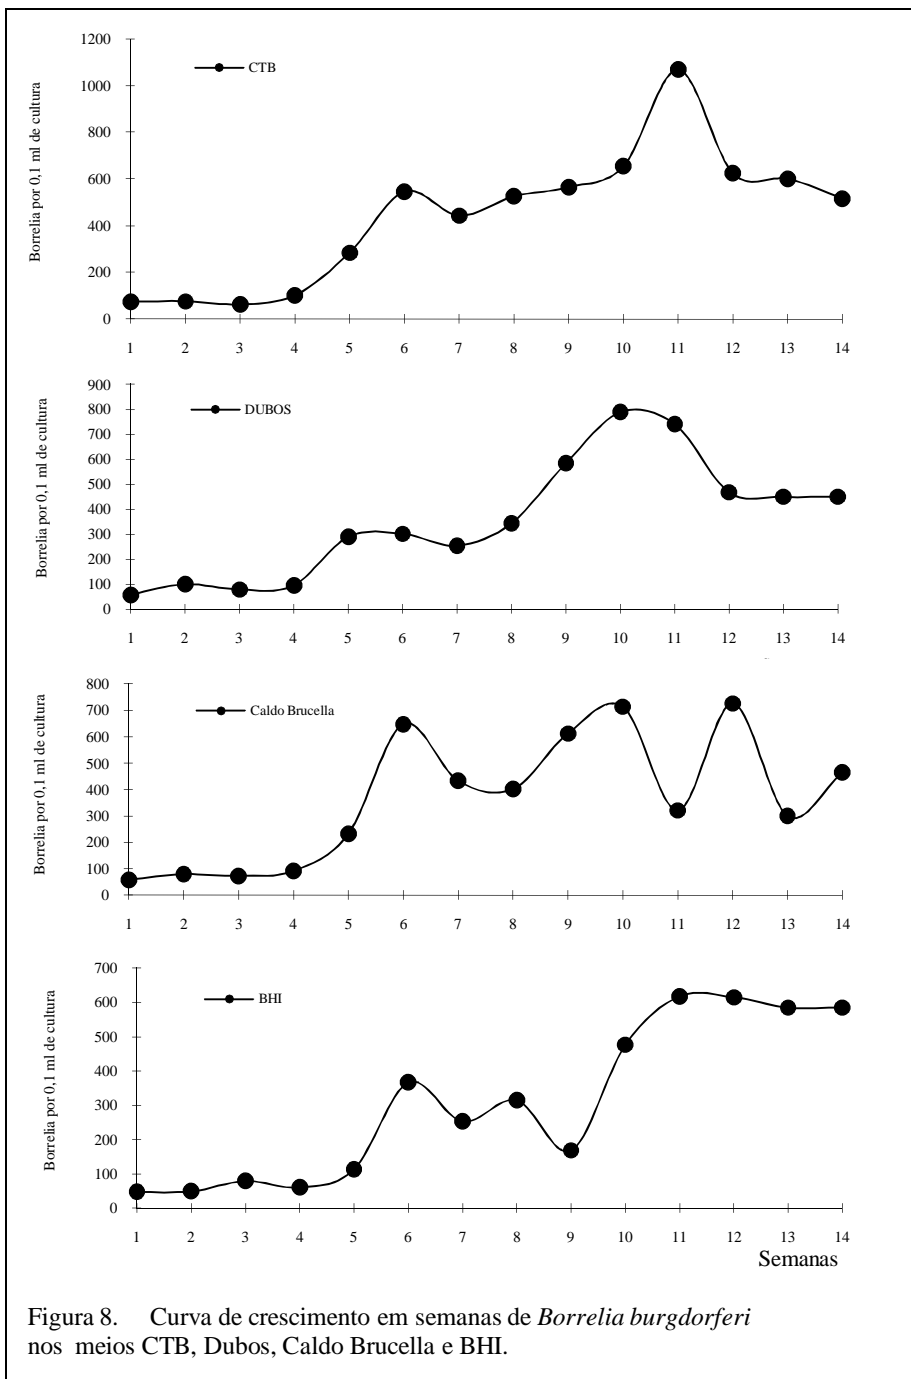 1200
1000
800
600
400
200
0
CTB
Borrelia por 0,1 ml de cultura
1 2 3 4 5 6 7 8 9 10 11 12 13 14
900
800
700
600
500
400
300
200
100
0
DUBOS
Borrelia por 0,1 ml de cultura
1 2 3 4 5 6 7 8 9 10 11 12 13 14
800
700
600
500
400
300
200
100
0
Caldo Brucella
Borrelia por 0,1 ml de cultura
1 2 3 4 5 6 7 8 9 10 11 12 13 14
700
600
500
400
300
200
100
0
BHI
Borrelia por 0,1 ml de cultura
1 2 3 4 5 6 7 8 9 10 11 12 13 14
Semanas
Figura 8. Curva de crescimento em semanas de Borrelia burgdorferi
nos meios CTB, Dubos, Caldo Brucella e BHI.